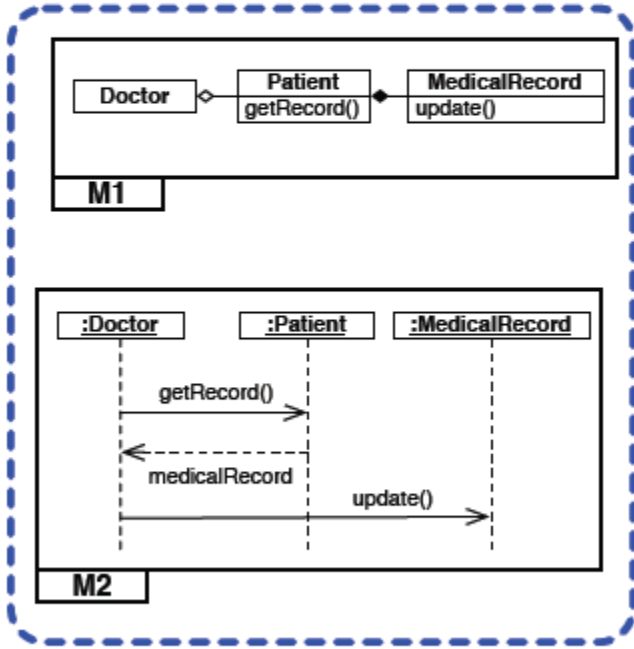 Doctor
Patient
getRecord()
MedicalRecord
update()
M1
:Doctor
:Patient
:MedicalRecord
getRecord()
medicalRecord
update()
M2